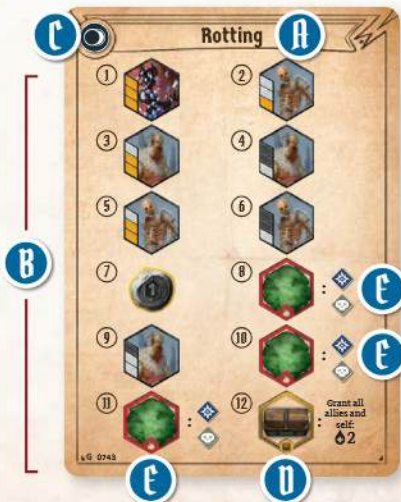 C
Rotting A
1 2
3 4
5 6
B
7 1 8 : E
9 10 : E
11 : 12 : Grant all
allies and
self:
2
G 0743
E D